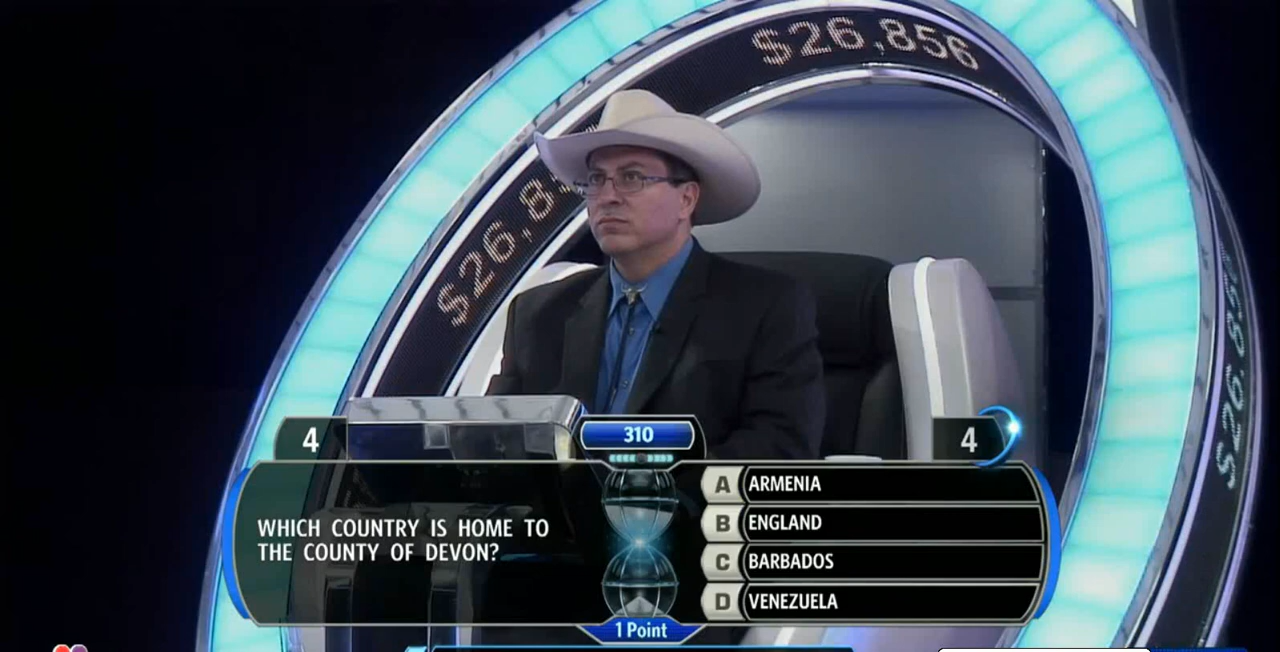 $26,856
$26,8
4
310
4
WHICH COUNTRY IS HOME TO
THE COUNTY OF DEVON?
A ARMENIA
B ENGLAND
C BARBADOS
D VENEZUELA
1 Point